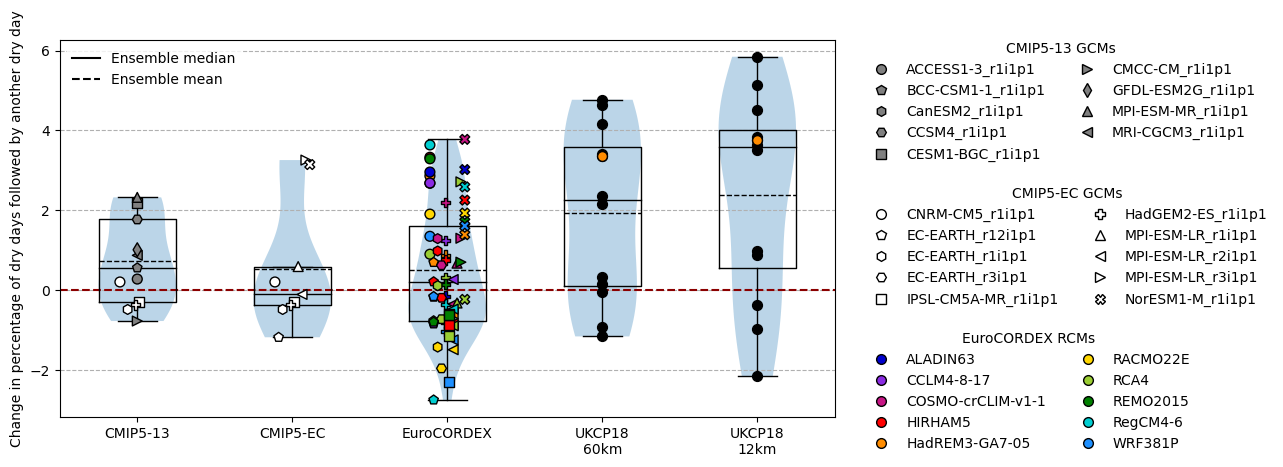 Change in percentage of dry days followed by another dry day
6
4
2
0
−2
Ensemble median
Ensemble mean
CMIP5-13
CMIP5-EC
EuroCORDEX
UKCP18
60km
UKCP18
12km
CMIP5-13 GCMs
ACCESS1-3_r1i1p1
BCC-CSM1-1_r1i1p1
CanESM2_r1i1p1
CCSM4_r1i1p1
CESM1-BGC_r1i1p1
CMCC-CM_r1i1p1
GFDL-ESM2G_r1i1p1
MPI-ESM-MR_r1i1p1
MRI-CGCM3_r1i1p1
CMIP5-EC GCMs
CNRM-CM5_r1i1p1
EC-EARTH_r12i1p1
EC-EARTH_r1i1p1
EC-EARTH_r3i1p1
IPSL-CM5A-MR_r1i1p1
HadGEM2-ES_r1i1p1
MPI-ESM-LR_r1i1p1
MPI-ESM-LR_r2i1p1
MPI-ESM-LR_r3i1p1
NorESM1-M_r1i1p1
EuroCORDEX RCMs
ALADIN63
CCLM4-8-17
COSMO-crCLIM-v1-1
HIRHAM5
HadREM3-GA7-05
RACMO22E
RCA4
REMO2015
RegCM4-6
WRF381P